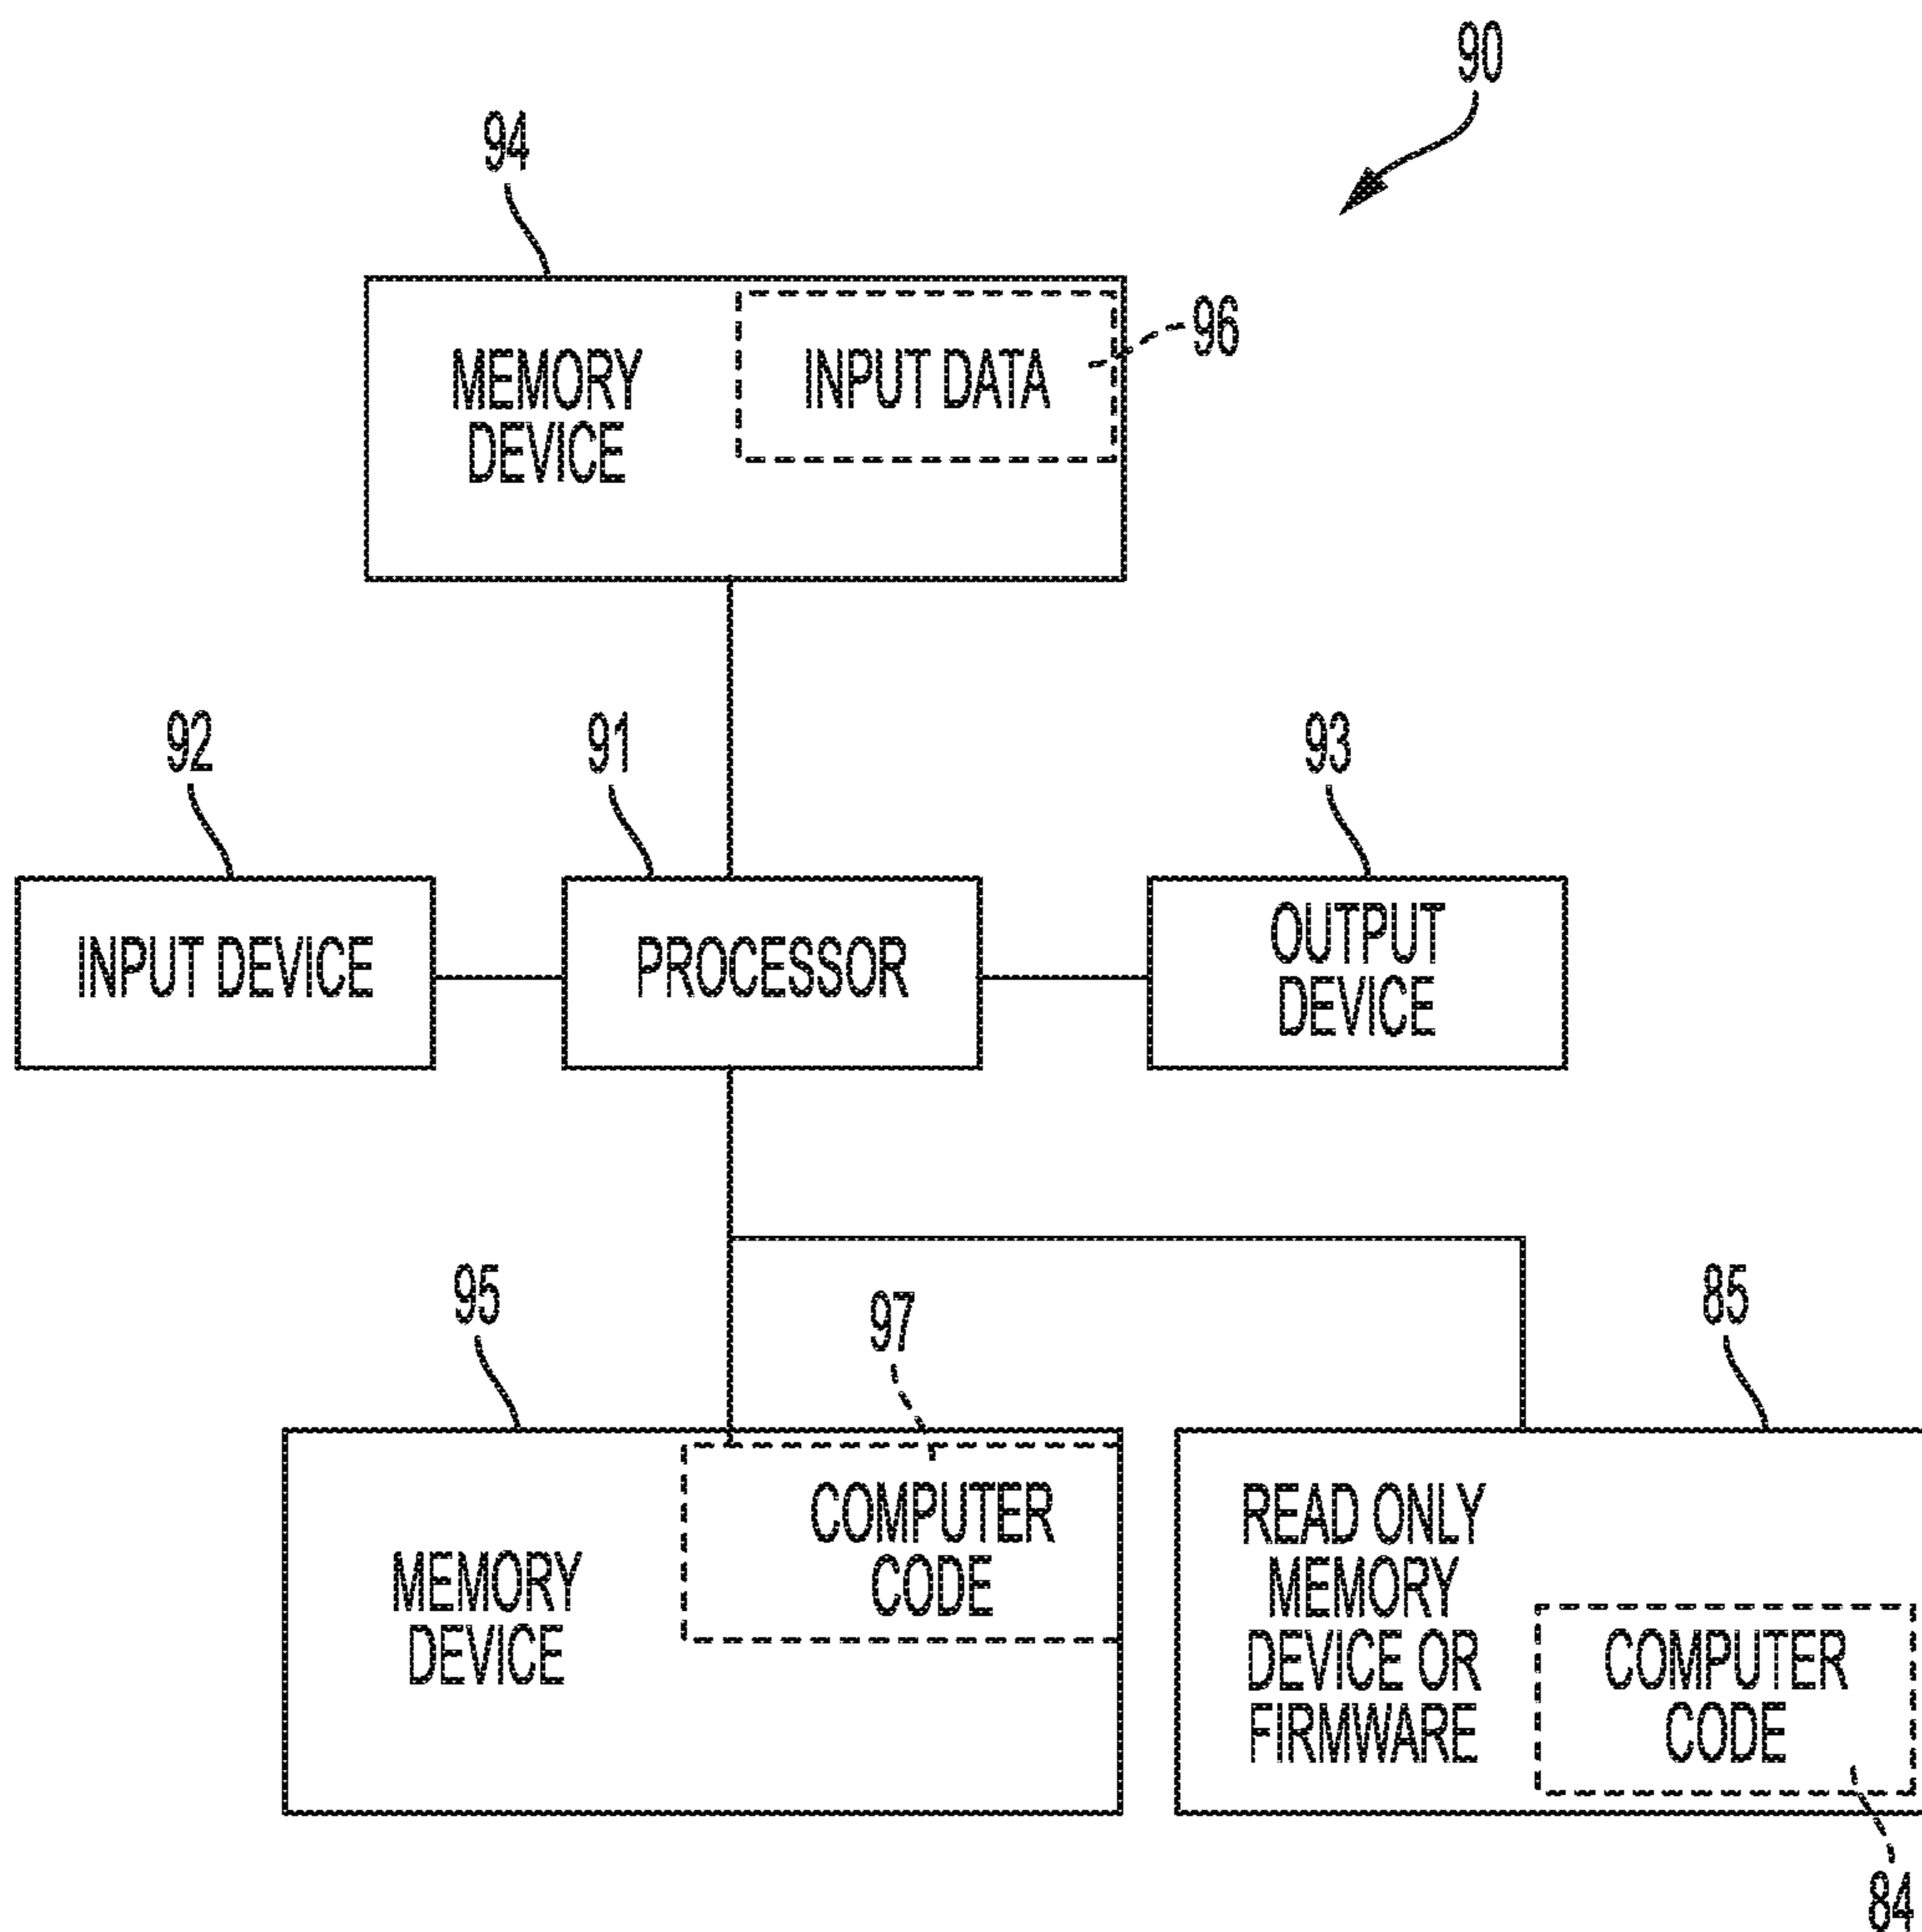 90
94
MEMORY
DEVICE
INPUT DATA
96
92
91
93
INPUT DEVICE
PROCESSOR
OUTPUT
DEVICE
95
97
85
MEMORY
DEVICE
COMPUTER
CODE
READ ONLY
MEMORY
DEVICE OR
FIRMWARE
COMPUTER
CODE
84